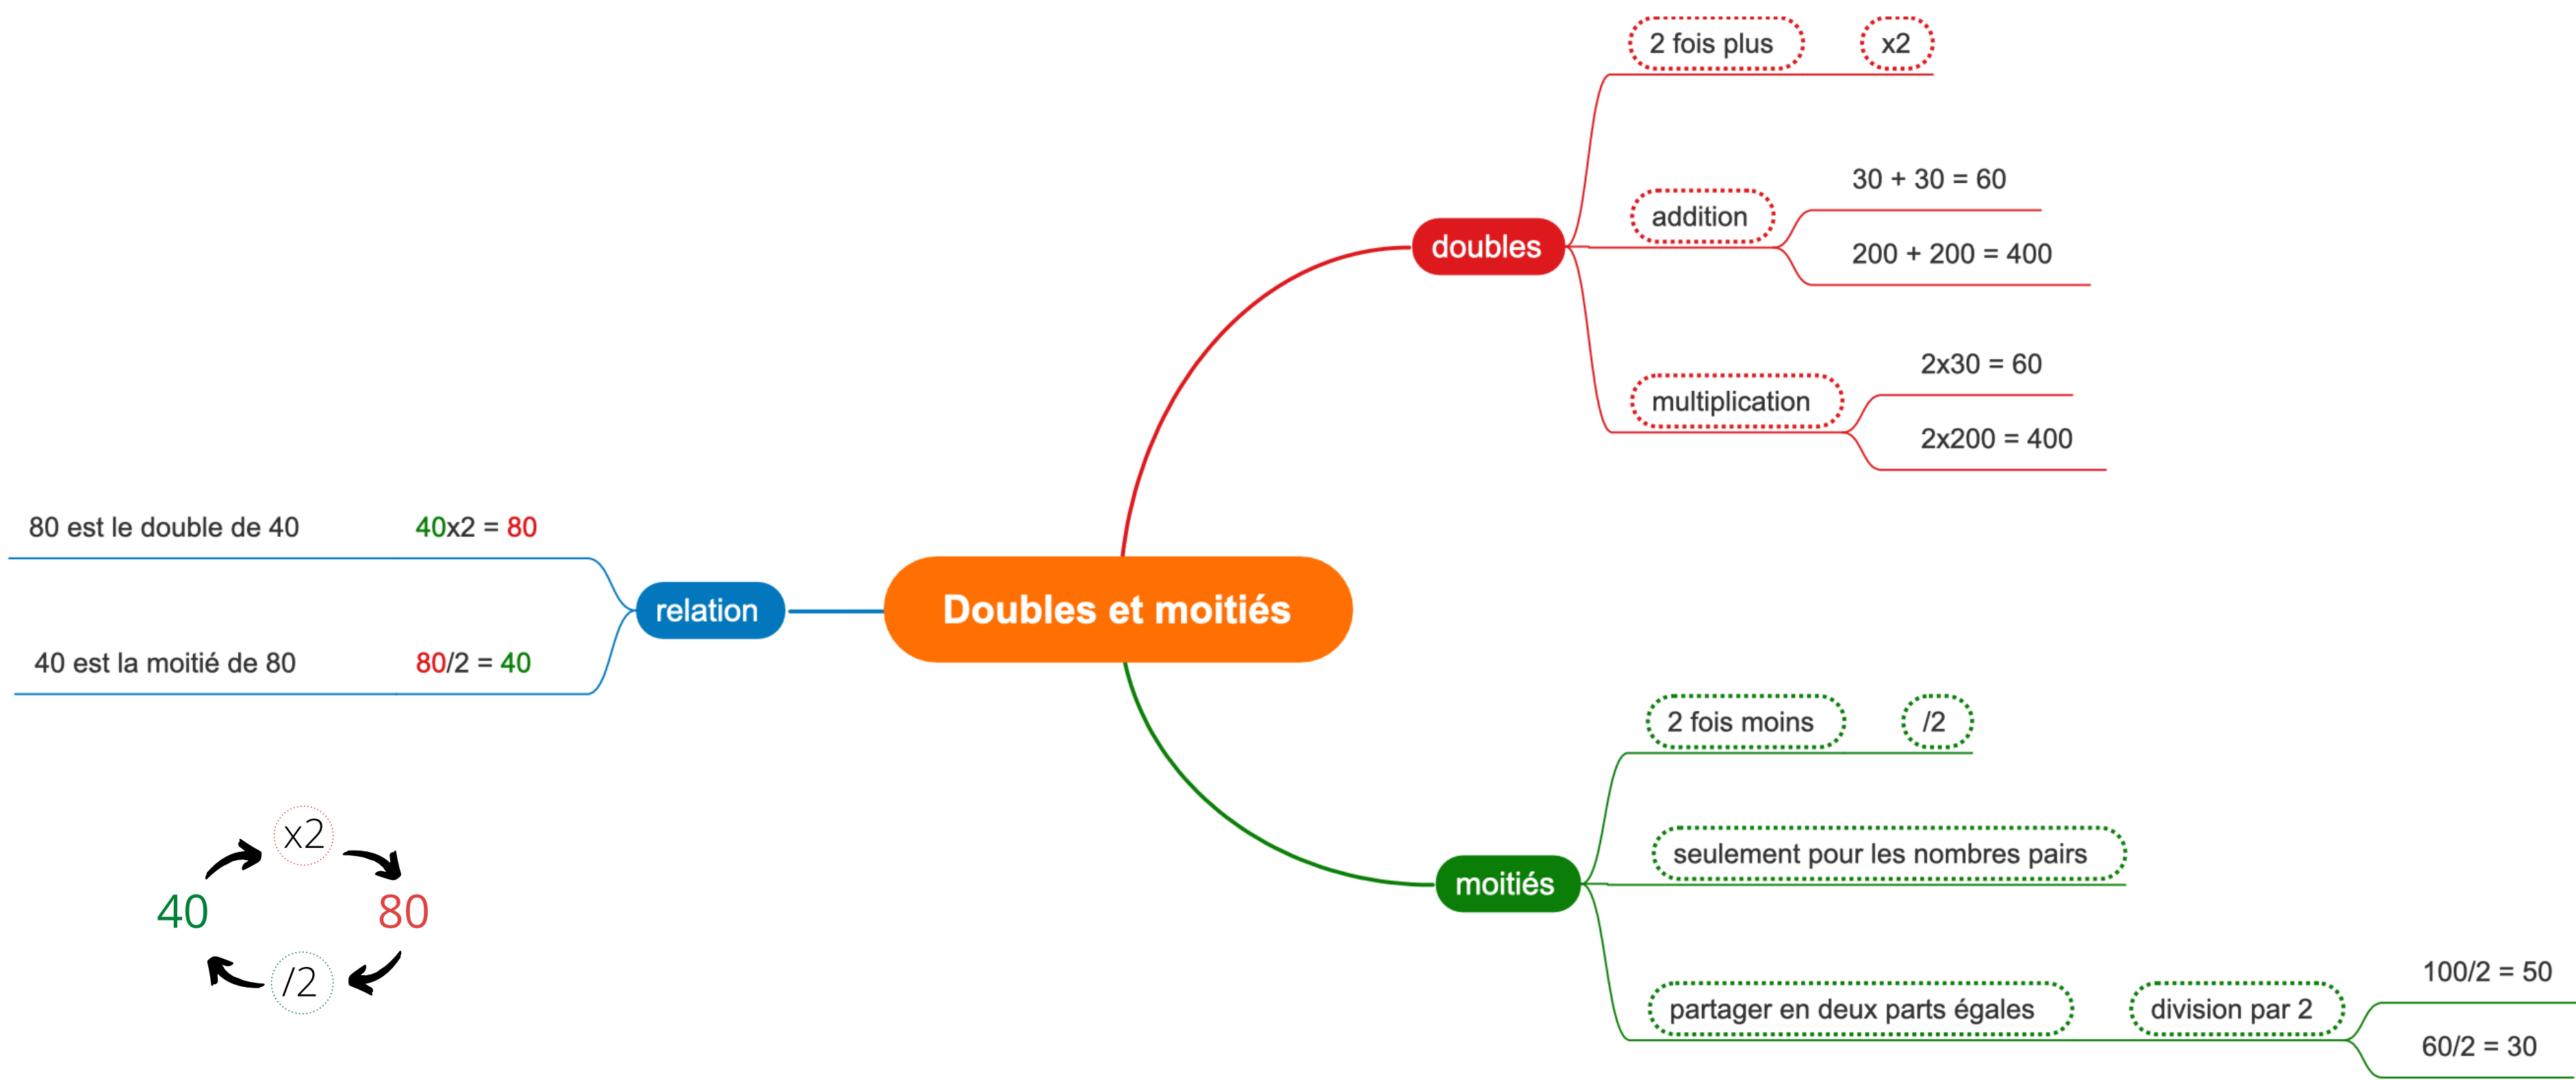 Doubles et moitiés
doubles
2 fois plus
x2
addition
30 + 30 = 60
200 + 200 = 400
multiplication
2x30 = 60
2x200 = 400
moitiés
2 fois moins
/2
seulement pour les nombres pairs
partager en deux parts égales
division par 2
100/2 = 50
60/2 = 30
relation
40x2 = 80
80 est le double de 40
80/2 = 40
40 est la moitié de 80
x2
40
80
/2